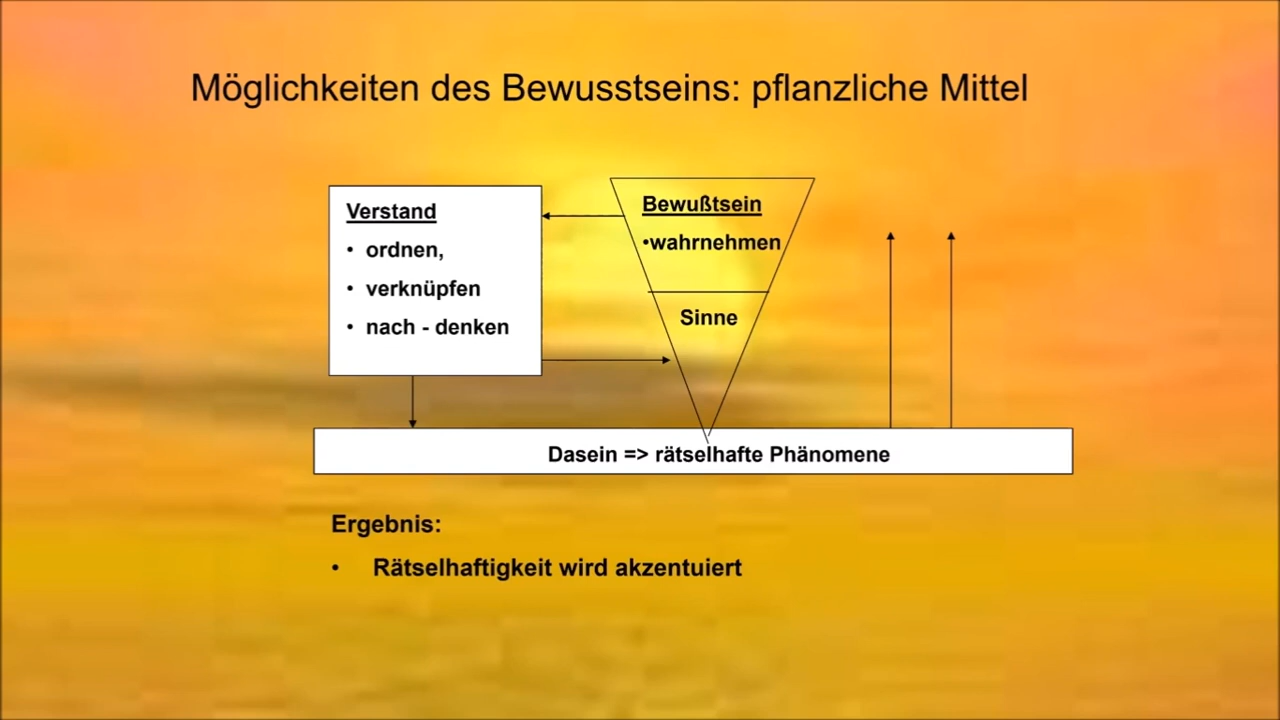 Möglichkeiten des Bewusstseins: pflanzliche Mittel
Verstand
• ordnen,
• verknüpfen
• nach - denken
Bewußtsein
•wahrnehmen
Sinne
Dasein => rätselhafte Phänomene
Ergebnis:
• Rätselhaftigkeit wird akzentuiert